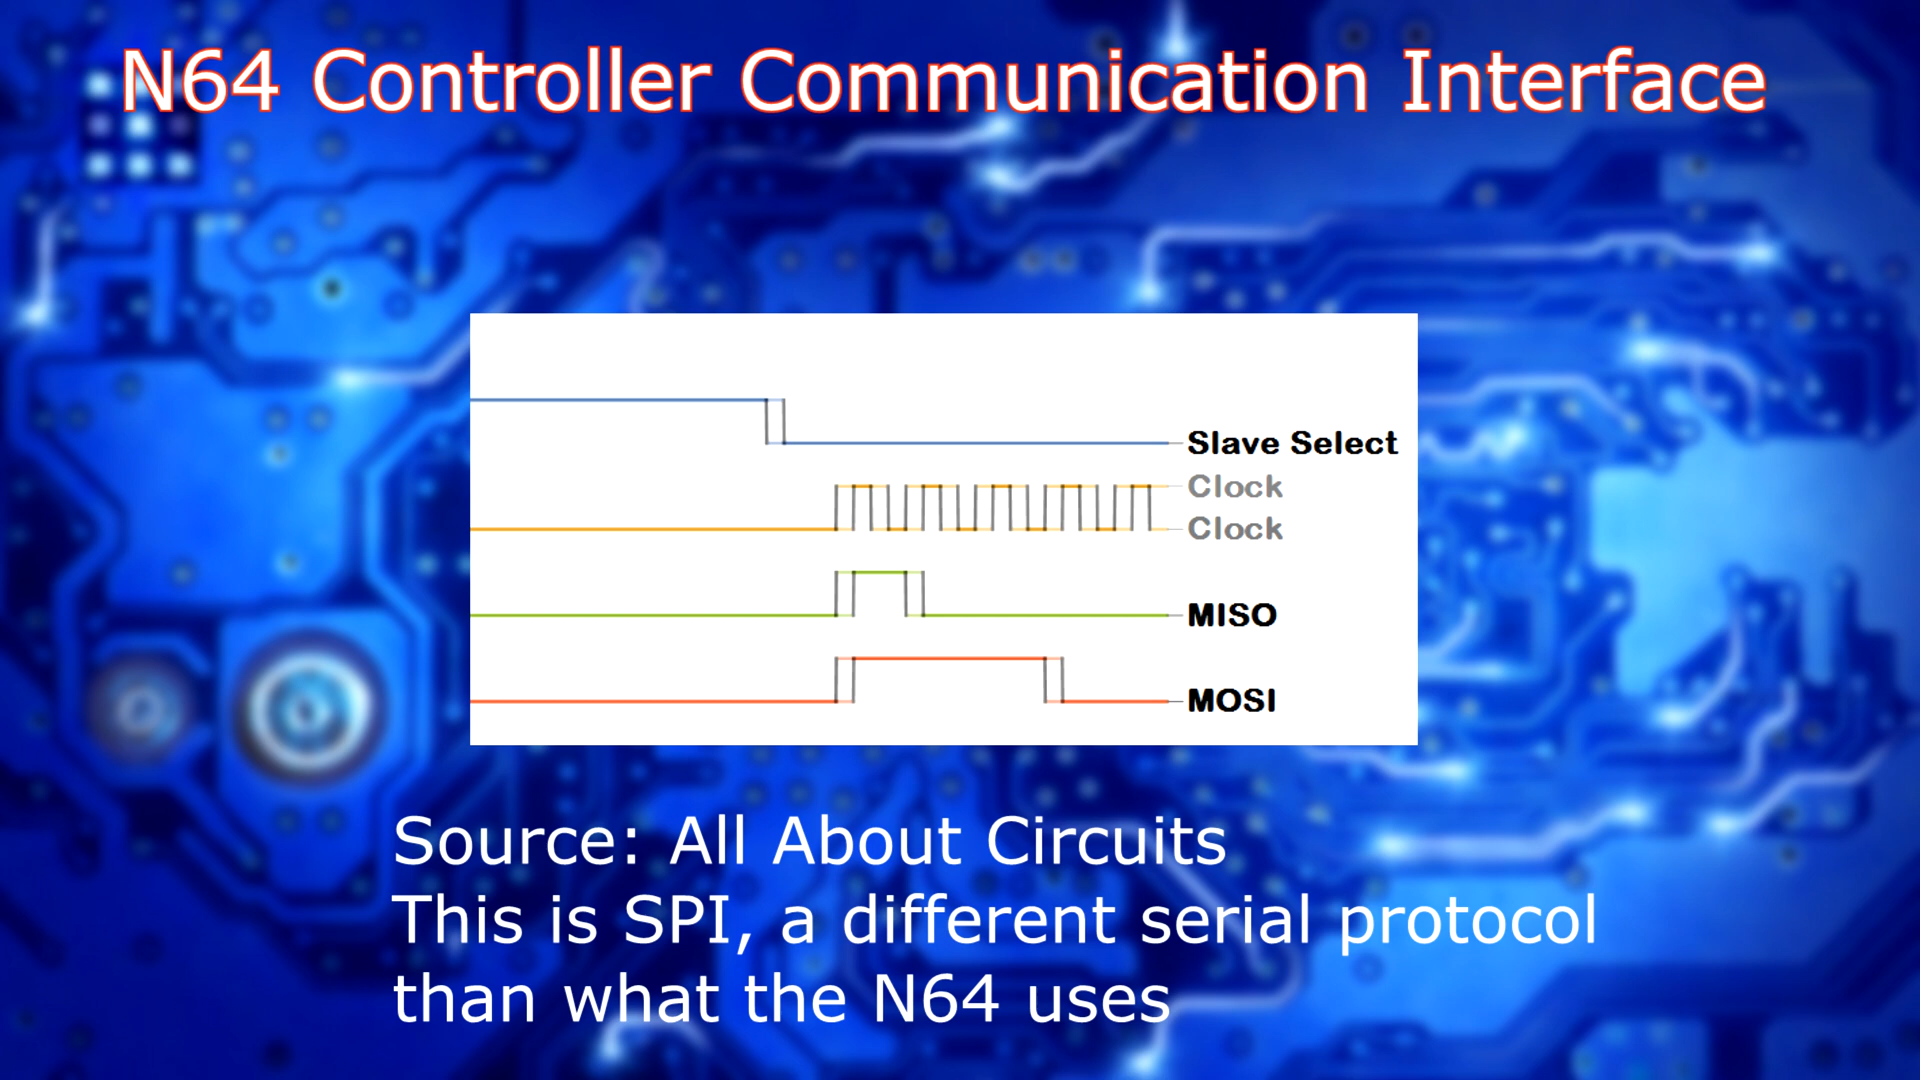 N64 Controller Communication Interface
Slave Select
Clock
Clock
MISO
MOSI
Source: All About Circuits
This is SPI, a different serial protocol
than what the N64 uses